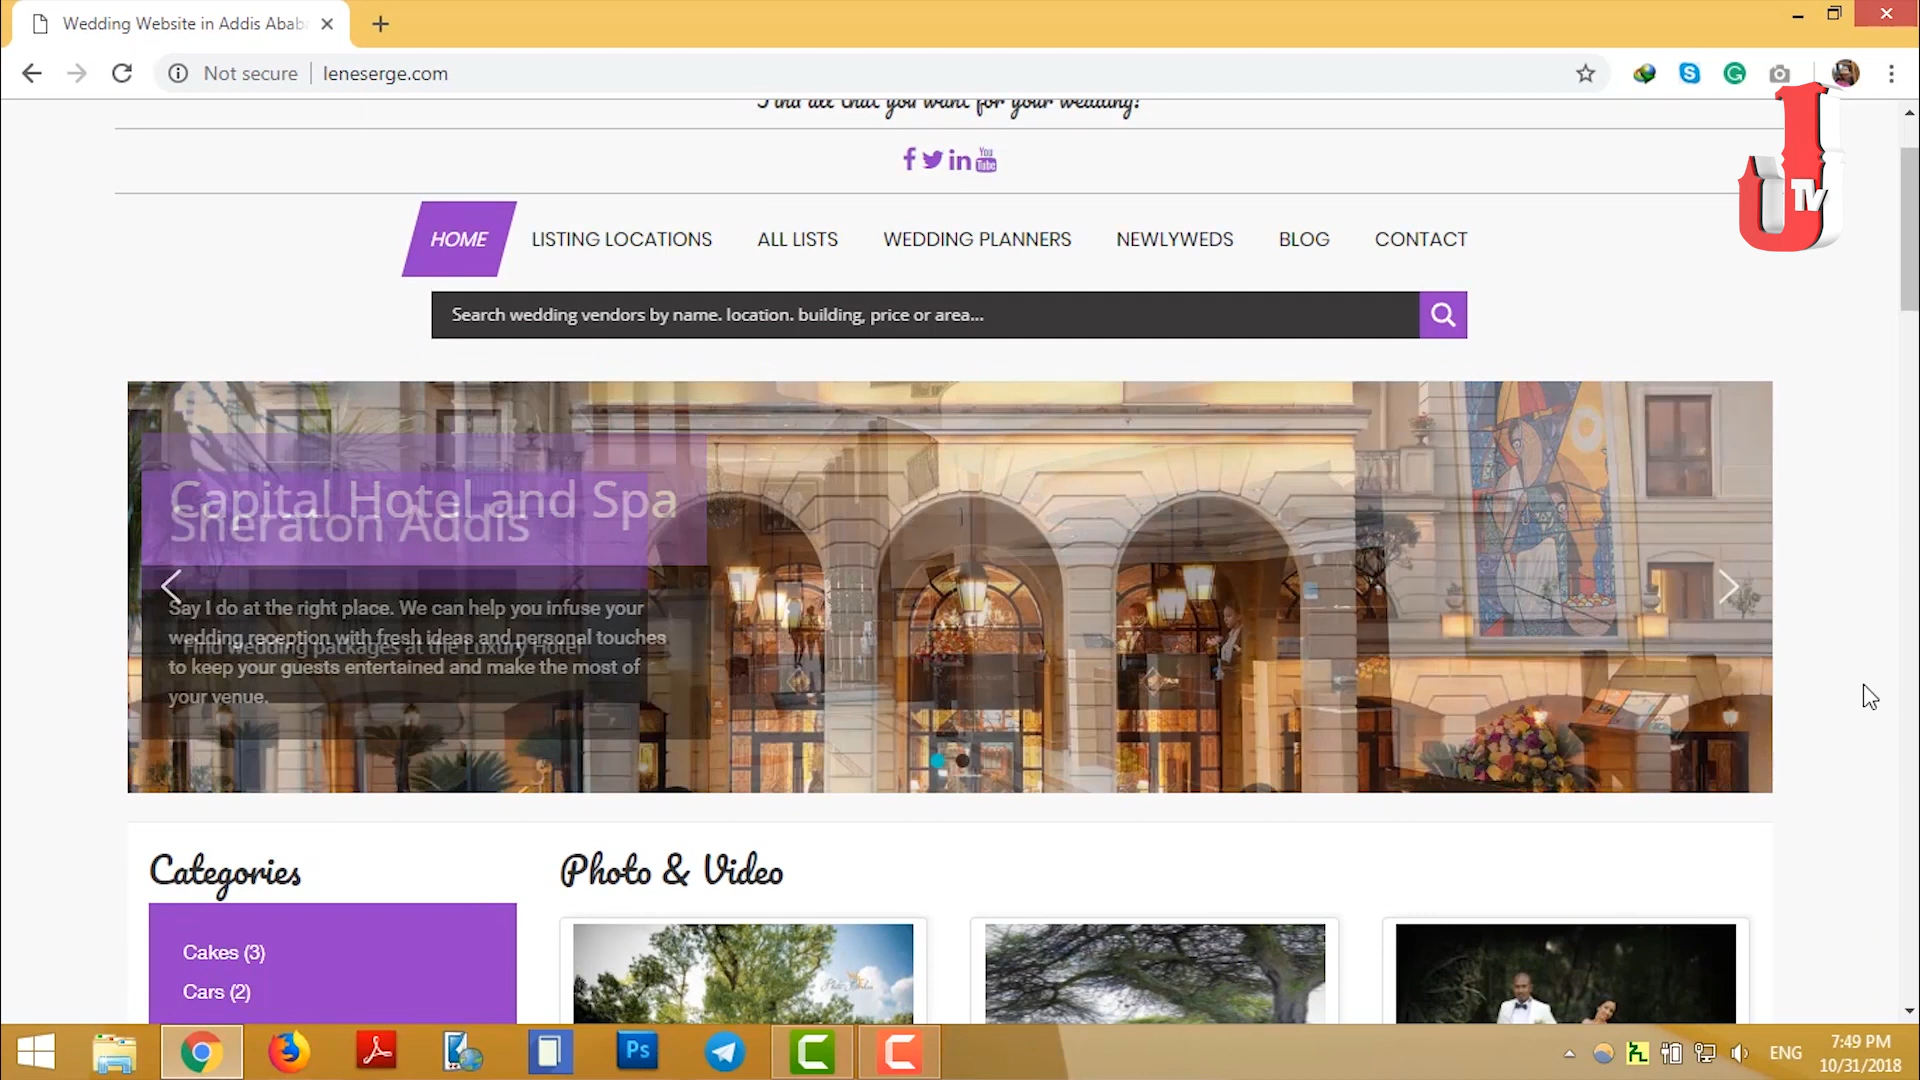 Wedding Website in Addis Abab
Not secure
leneserge.com
Find all that you want for your wedding!
You
Tube
HOME
LISTING LOCATIONS
ALL LISTS
WEDDING PLANNERS
NEWLYWEDS
BLOG
CONTACT
Search wedding vendors by name. location. building, price or area...
Capital Hotel and Spa
Sheraton Addis
Say I do at the right place. We can help you infuse your
wedding reception with fresh ideas and personal touches
Find wedding packages at the Luxury Hotel
to keep your guests entertained and make the most of
your venue.
Categories
Photo & Video
Cakes (3)
Cars (2)
Ps
ENG
7:49 PM
10/31/2018
J TV